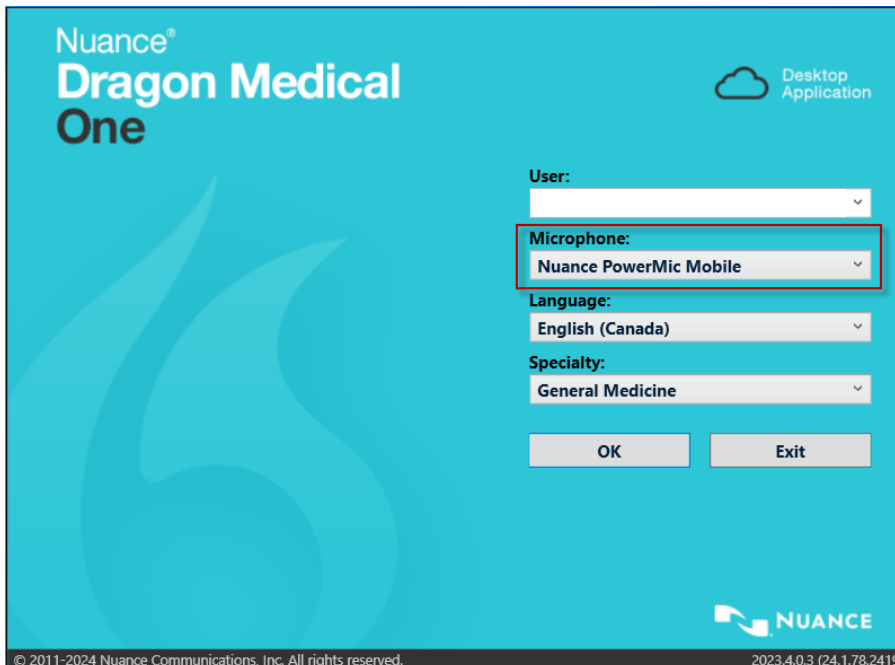 Nuance®
Dragon Medical
One
Desktop
Application
User:
Microphone:
Nuance PowerMic Mobile
Language:
English (Canada)
Specialty:
General Medicine
OK
Exit
NUANCE
© 2011-2024 Nuance Communications, Inc. All rights reserved.
2023.4.0.3 (24.1.78.2419